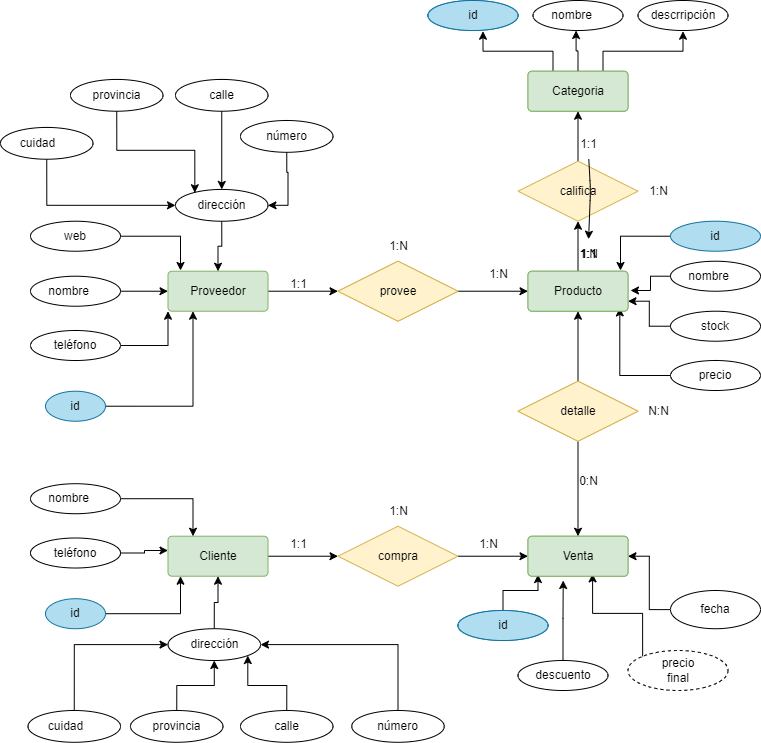 id
nombre
descrripción
Categoria
1:1
califica
1:N
1:N
provincia
calle
cuidad
número
dirección
web
nombre
teléfono
id
Proveedor
1:1
1:N
provee
1:N
Producto
id
nombre
stock
precio
detalle
N:N
0:N
nombre
teléfono
id
Cliente
1:1
1:N
compra
1:N
Venta
dirección
cuidad
provincia
calle
número
id
descuento
precio
final
fecha